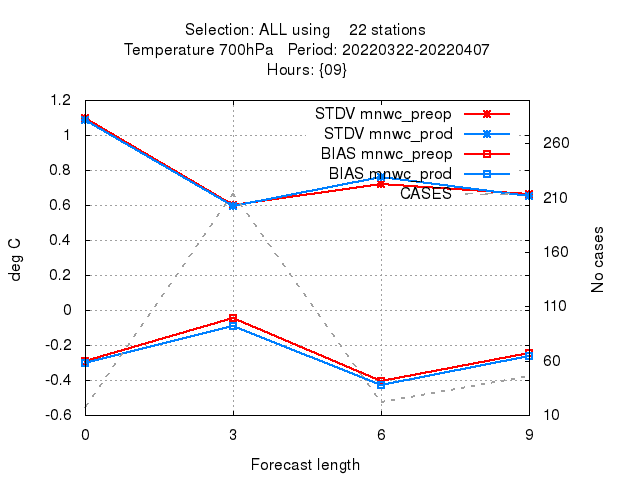 Selection: ALL using    22 stations
Temperature 700hPa   Period: 20220322-20220407
Hours: {09}
STDV mnwc_preop
STDV mnwc_prod
BIAS mnwc_preop
BIAS mnwc_prod
CASES
1.2
1
0.8
0.6
0.4
0.2
0
-0.2
-0.4
-0.6
deg C
260
210
160
110
60
10
No cases
0 3 6 9
Forecast length